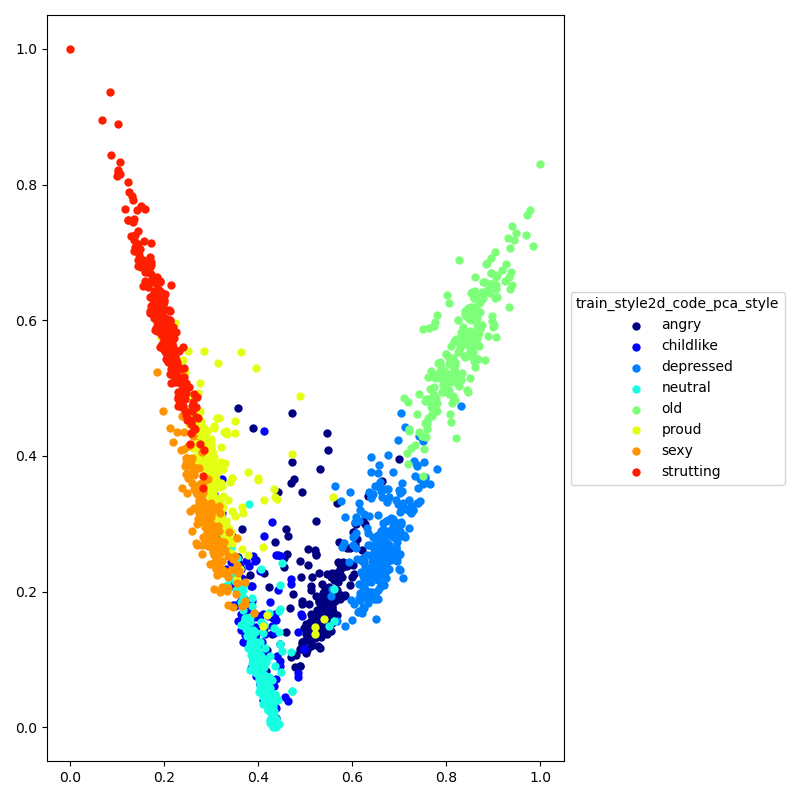 1.0
0.8
0.6
0.4
0.2
0.0
0.0 0.2 0.4 0.6 0.8 1.0
train_style2d_code_pca_style
angry
childlike
depressed
neutral
old
proud
sexy
strutting